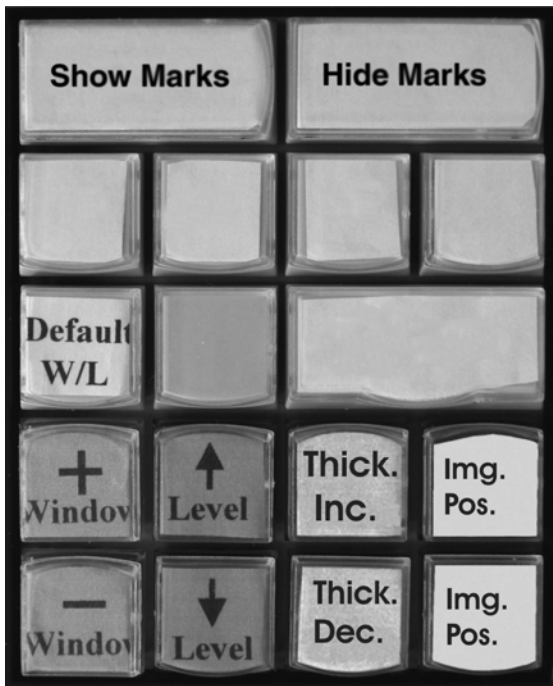 Show Marks
Hide Marks
Default
W/L
+
Window
↑
Level
Thick.
Inc.
Img.
Pos.
−
Window
↓
Level
Thick.
Dec.
Img.
Pos.